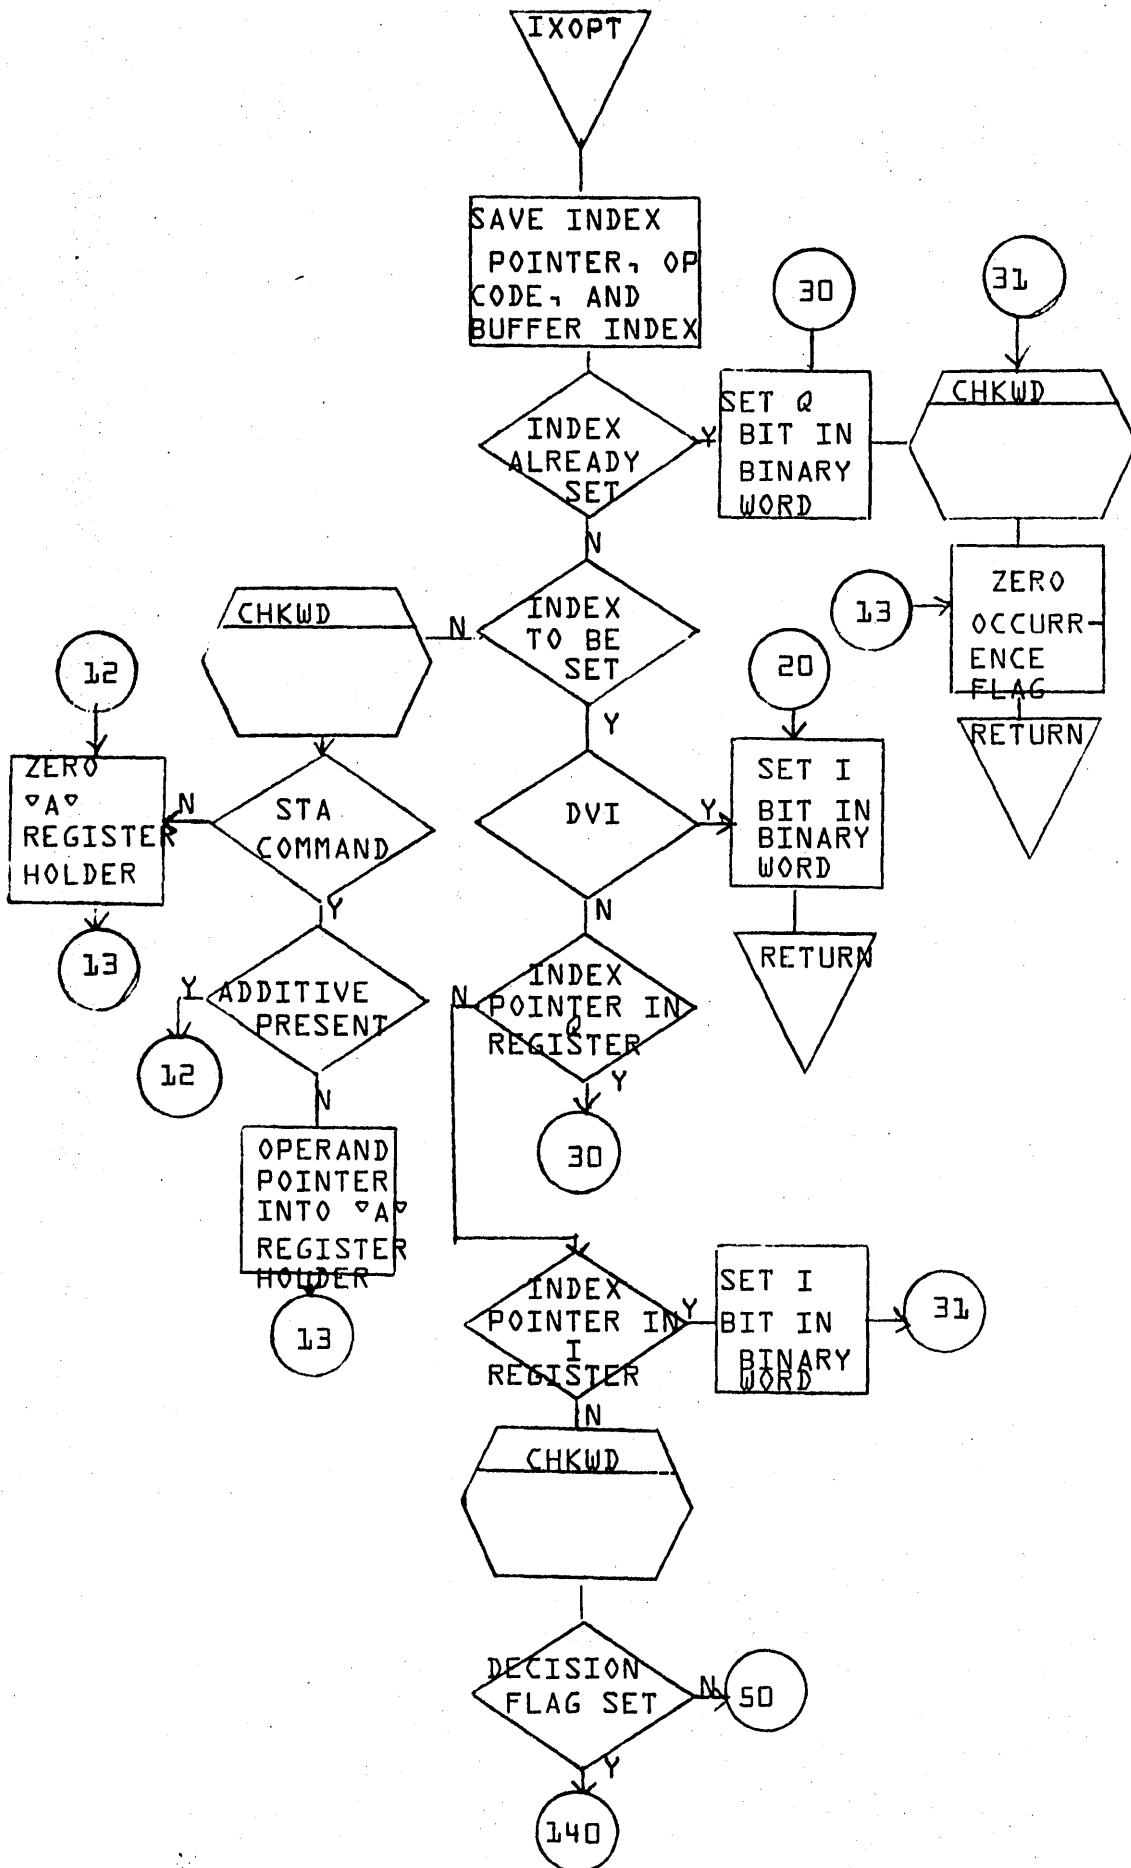 IXOPT
SAVE INDEX
POINTER, OP
CODE, AND
BUFFER INDEX
30
31
INDEX
ALREADY
SET
Y
SET Q
BIT IN
BINARY
WORD
CHKWD
N
ZERO
OCCURR-
ENCE
FLAG
13
RETURN
INDEX
TO BE
SET
N
CHKWD
Y
12
20
ZERO
"A"
REGISTER
HOLDER
N
STA
COMMAND
DVI
Y
SET I
BIT IN
BINARY
WORD
13
Y
N
RETURN
Y
ADDITIVE
PRESENT
N
INDEX
POINTER IN
Q
REGISTER
12
N
Y
30
OPERAND
POINTER
INTO "A"
REGISTER
HOLDER
13
INDEX
POINTER IN
I
REGISTER
Y
SET I
BIT IN
BINARY
WORD
31
N
CHKWD
DECISION
FLAG SET
N
50
Y
140